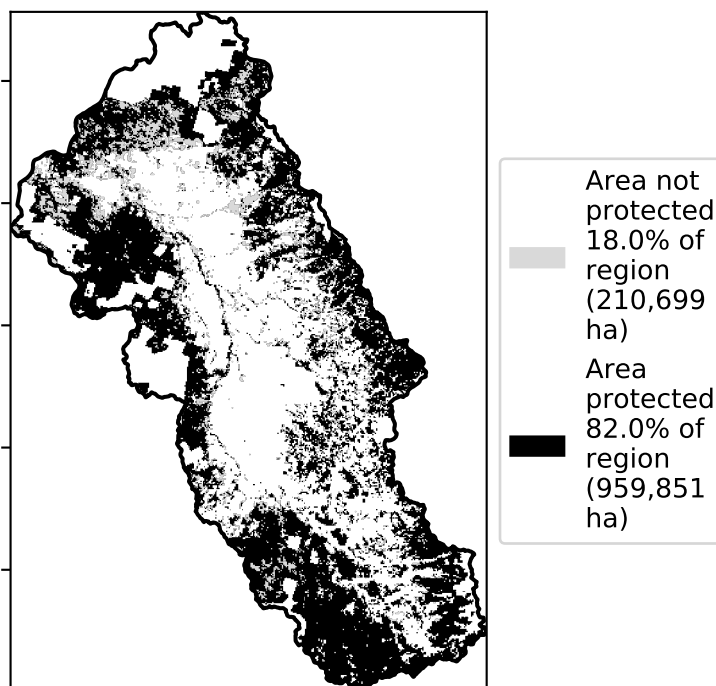 Area not
protected
18.0% of
region
(210,699
ha)
Area
protected
82.0% of
region
(959,851
ha)